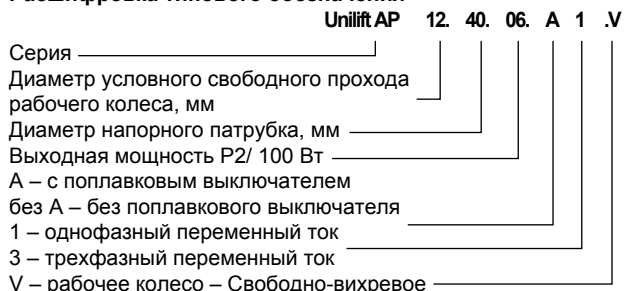 Расшифровка типового обозначения
Unilift AP 12. 40. 06. A 1 .V
Серия
Диаметр условного свободного прохода
рабочего колеса, мм
Диаметр напорного патрубка, мм
Выходная мощность P2/ 100 Вт
А – с поплавковым выключателем
без А – без поплавкового выключателя
1 – однофазный переменный ток
3 – трехфазный переменный ток
V – рабочее колесо – Свободно-вихревое